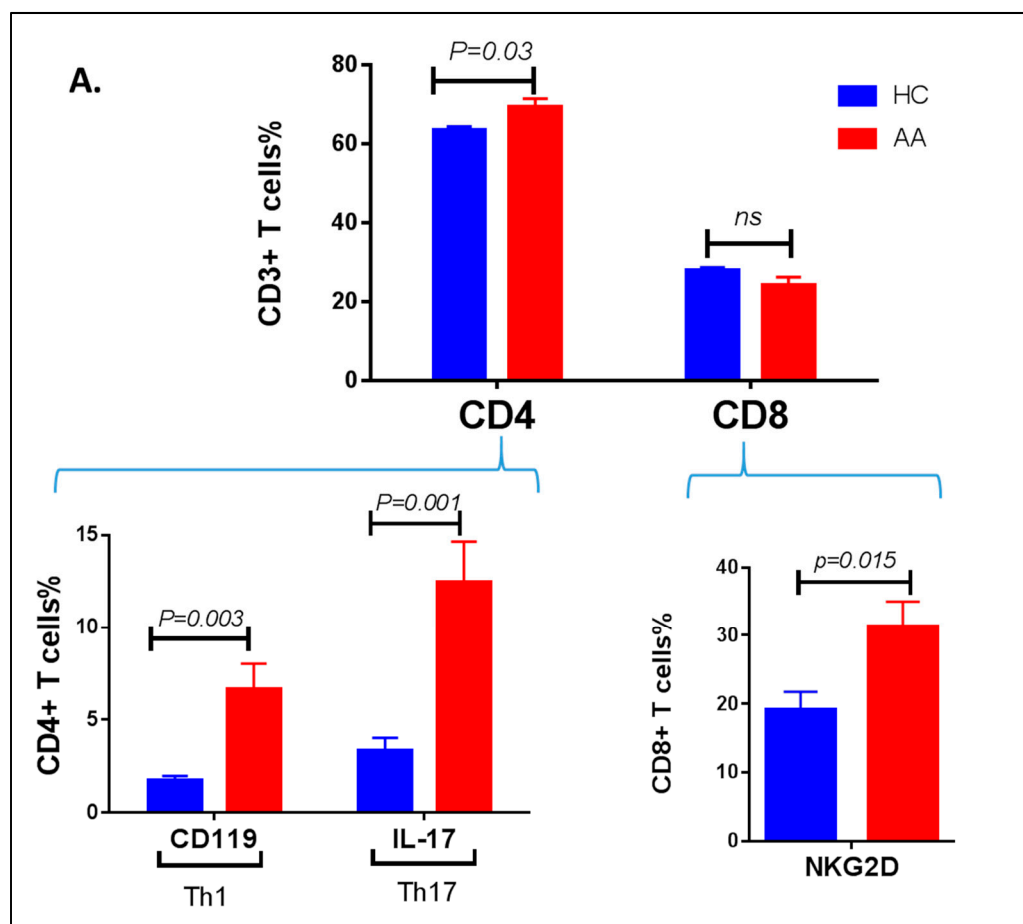 A.
P=0.03
HC
AA
ns
CD3+ T cells%
80
60
40
20
0
CD4
CD8
P=0.001
P=0.003
CD4+ T cells%
15
10
5
0
CD119
IL-17
Th1
Th17
p=0.015
CD8+ T cells%
40
30
20
10
0
NKG2D